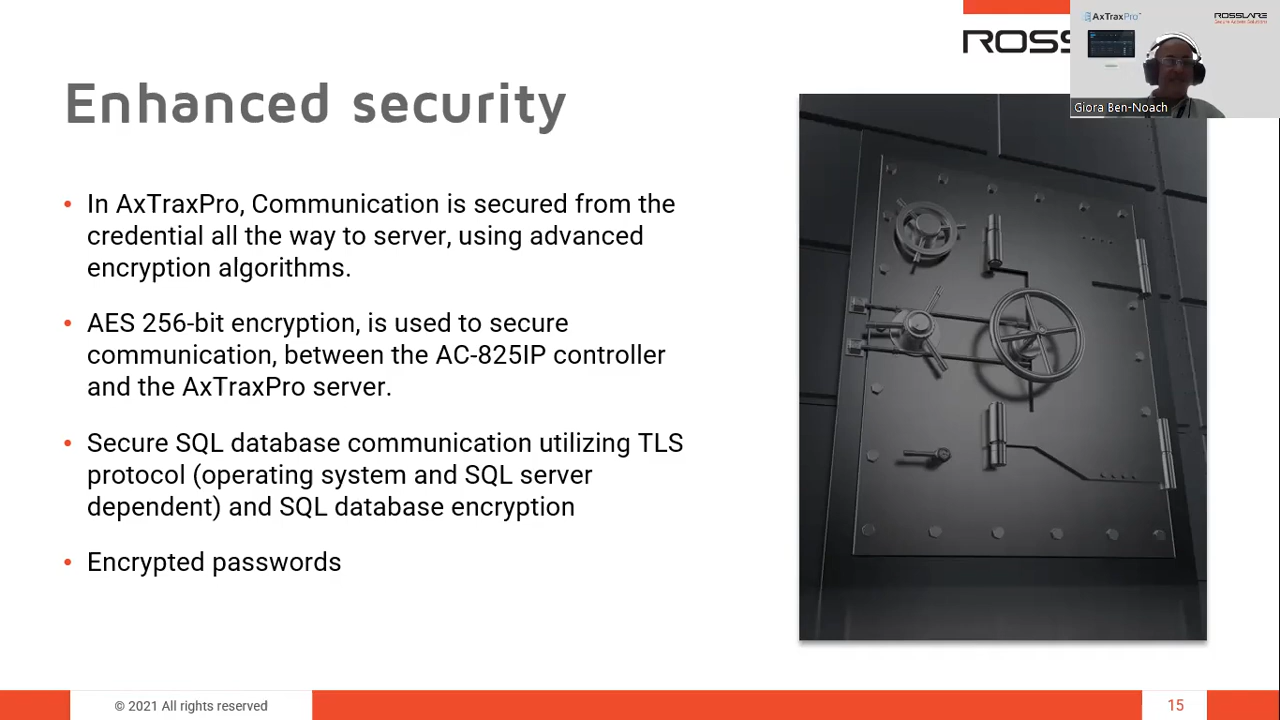 ROSS
AxTraxPro™
ROSSLARE
Giora Ben-Noach
Enhanced security
• In AxTraxPro, Communication is secured from the
credential all the way to server, using advanced
encryption algorithms.
• AES 256-bit encryption, is used to secure
communication, between the AC-825IP controller
and the AxTraxPro server.
• Secure SQL database communication utilizing TLS
protocol (operating system and SQL server
dependent) and SQL database encryption
• Encrypted passwords
© 2021 All rights reserved
15